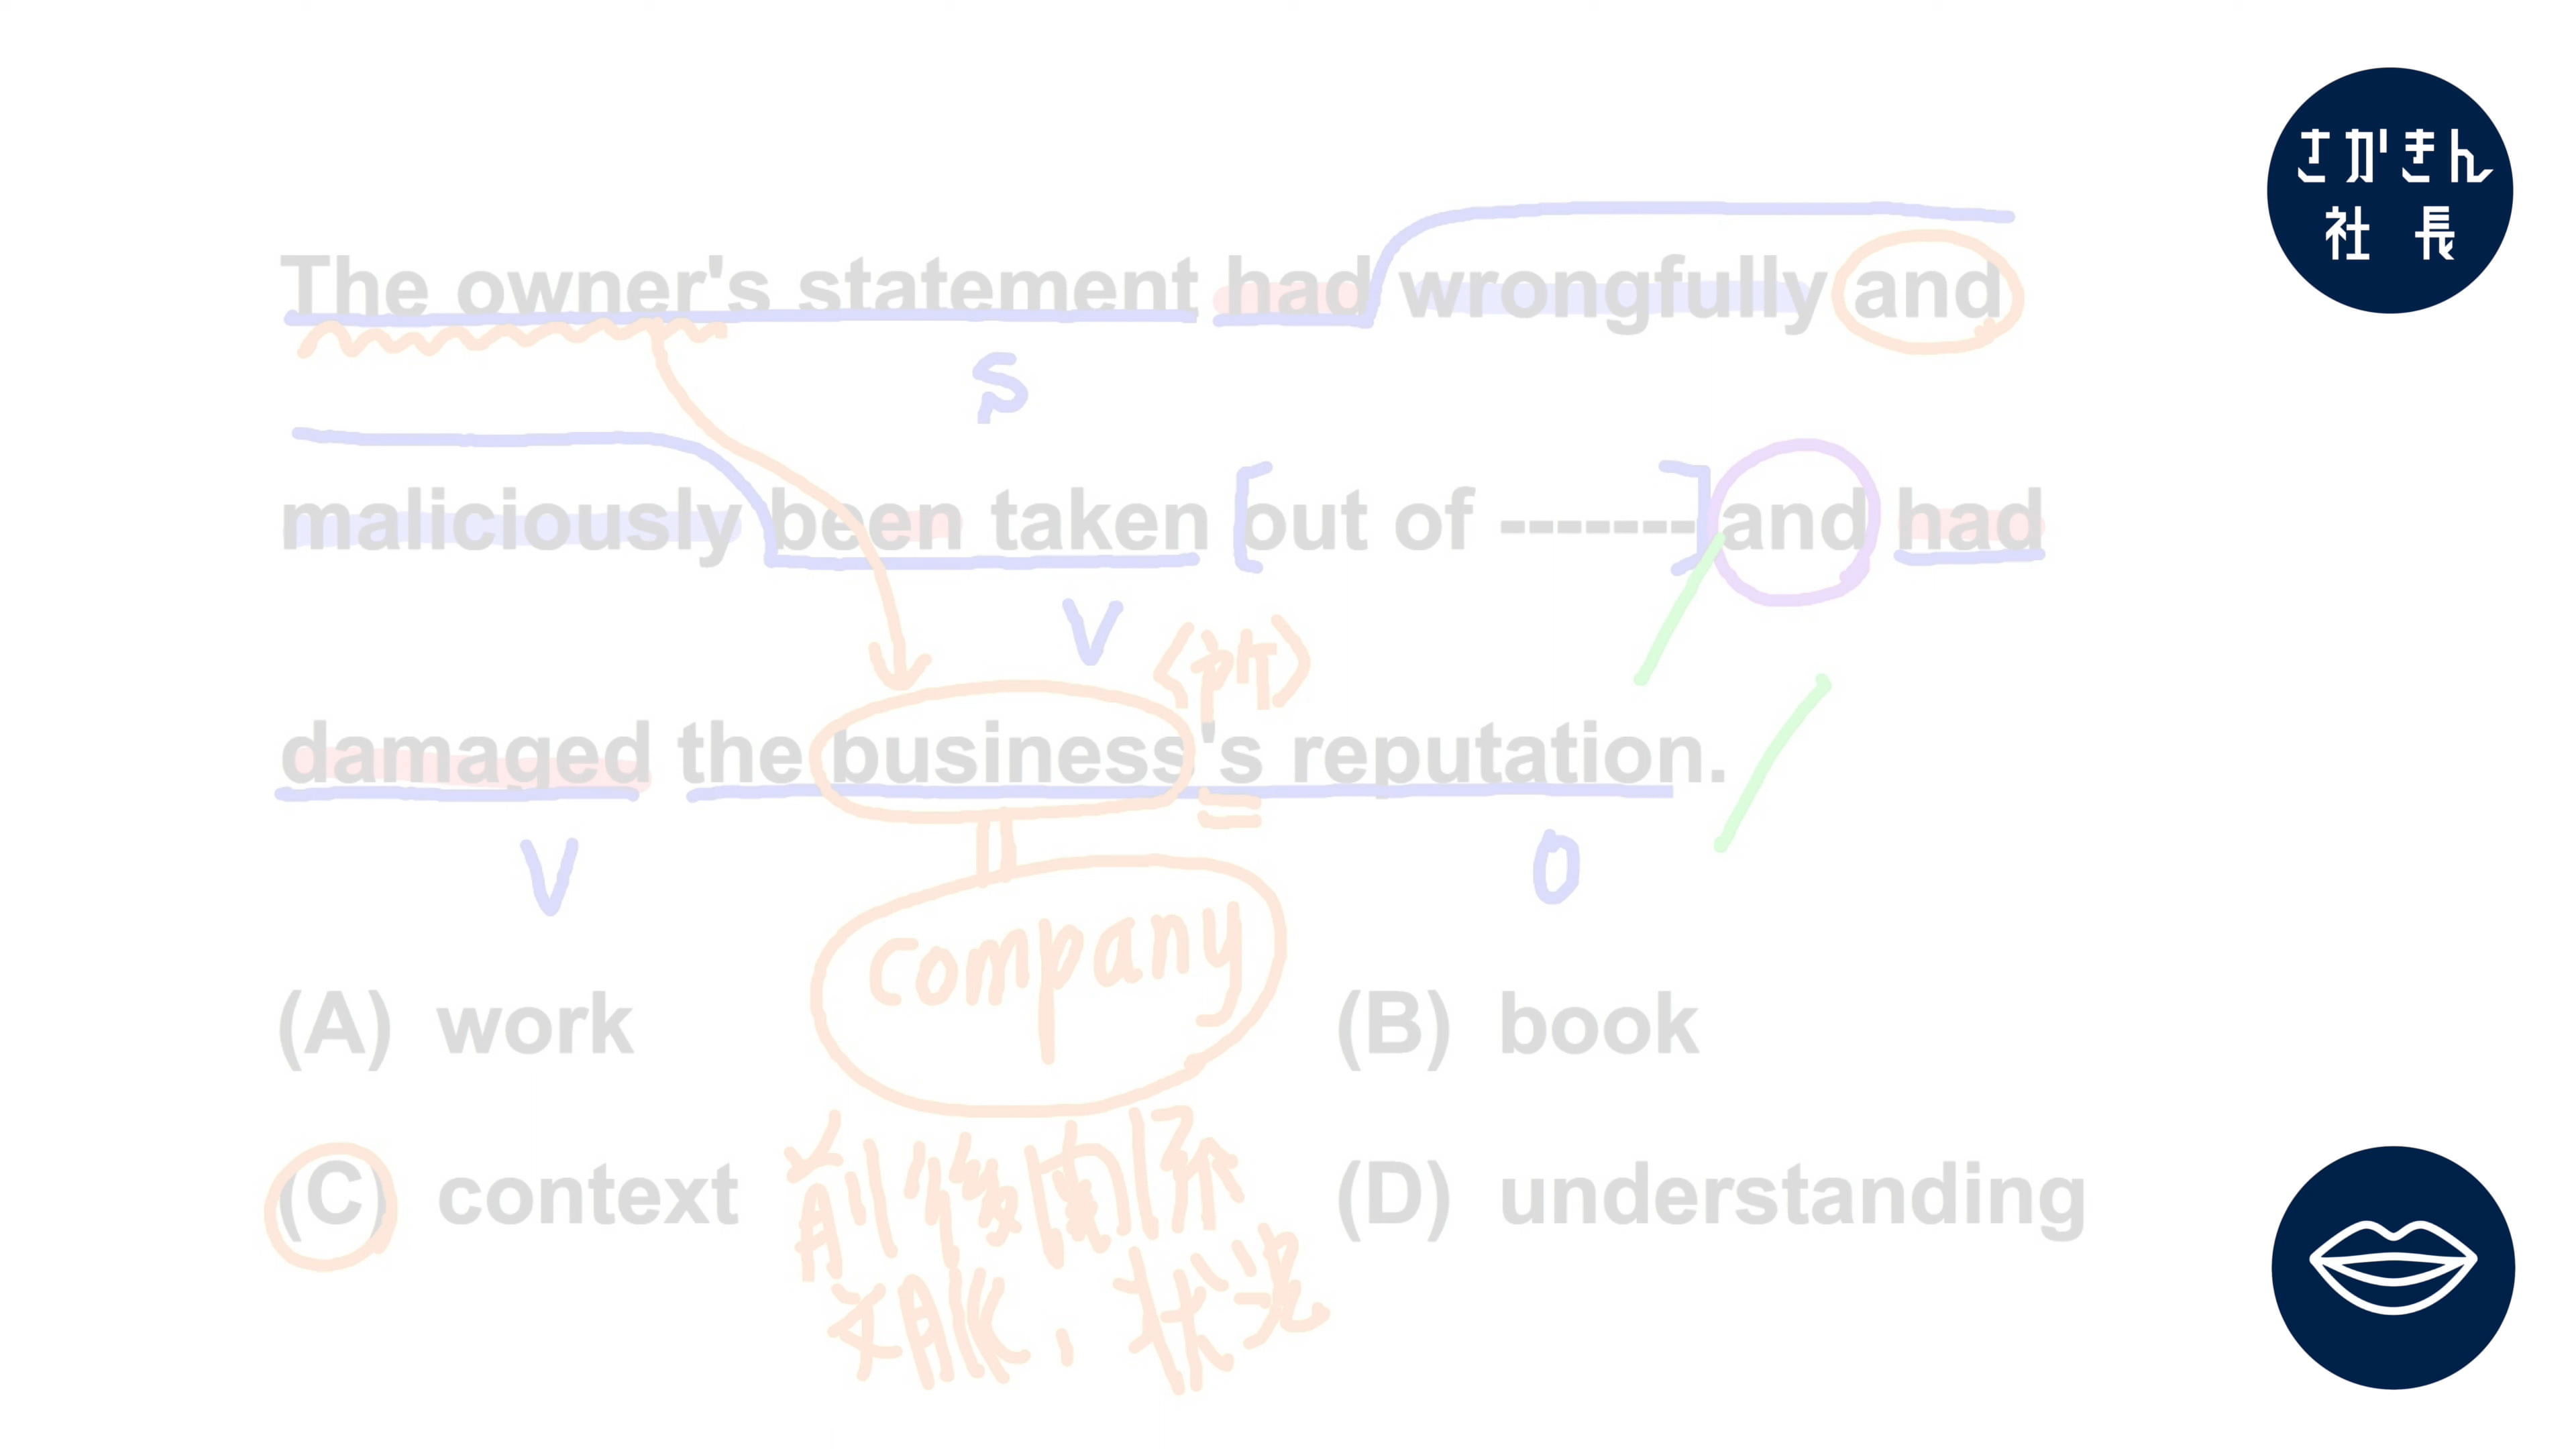 さかきん
社長
The owner's statement had wrongfully and
S
maliciously been taken out of ------- and had
V
〈所〉
damaged the business's reputation.
V
O
company
(A) work
(B) book
(C) context
前後関係
文脈, 状況
(D) understanding